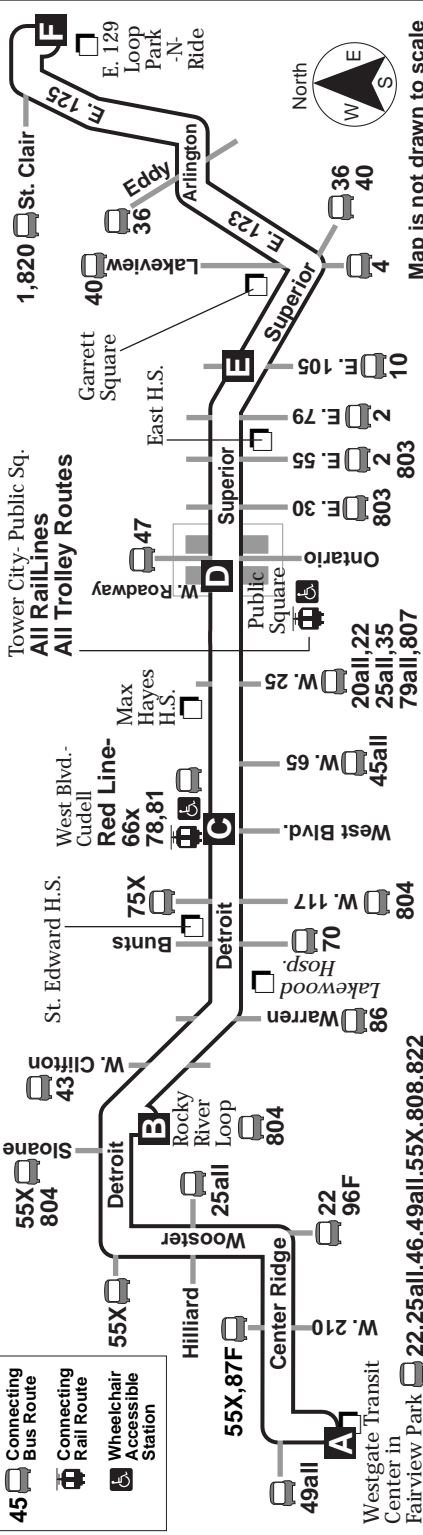 45 Connecting
Bus Route
Connecting
Rail Route
Wheelchair
Accessible
Station
A
Westgate Transit
Center in
Fairview Park 22,25all,46,49all,55X,808,822
49all
55X,87F
W. 210
Center Ridge
22
96F
Hilliard
Wooster
25all
55X
Detroit
55X
804
Sloane
B
Rocky
River
Loop
804
43
W. Clifton
Warren
86
Lakewood
Hosp.
St. Edward H.S.
Bunts
70
75X
Detroit
W. 117
804
West Blvd.-
Cudell
Red Line-
66x
78,81
C
West Blvd.
W. 65
45all
Max
Hayes
H.S.
W. 25
20all,22
25all,35
79all,807
Tower City- Public Sq.
All RailLines
All Trolley Routes
W. Roadway
47
D
Public
Square
Ontario
Superior
E. 30
803
E. 55
2
803
East H.S.
E. 79
2
E
E. 105
10
Garrett
Square
Superior
40
Lakeview
4
36
40
E. 123
Eddy
36
Arlington
E. 125
1,820 St. Clair
F
E. 129
Loop
Park
-N-
Ride
North
W
E
S
Map is not drawn to scale